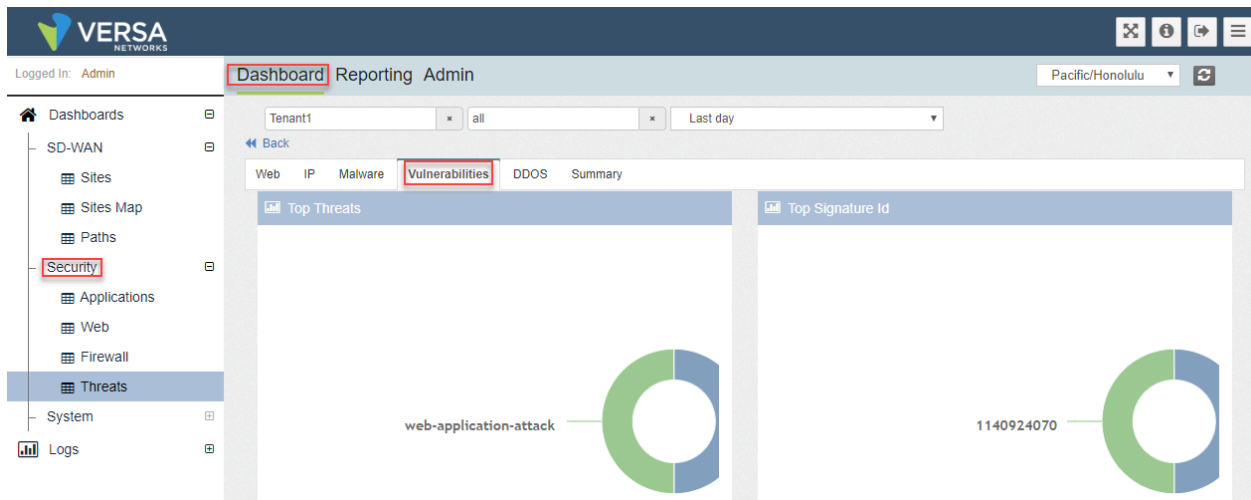 VERSA
NETWORKS
Logged In: Admin
Dashboard Reporting Admin
Pacific/Honolulu
Dashboards
SD-WAN
Sites
Sites Map
Paths
Security
Applications
Web
Firewall
Threats
System
Logs
Tenant1 × all × Last day
Back
Web IP Malware Vulnerabilities DDOS Summary
Top Threats
web-application-attack
Top Signature Id
1140924070